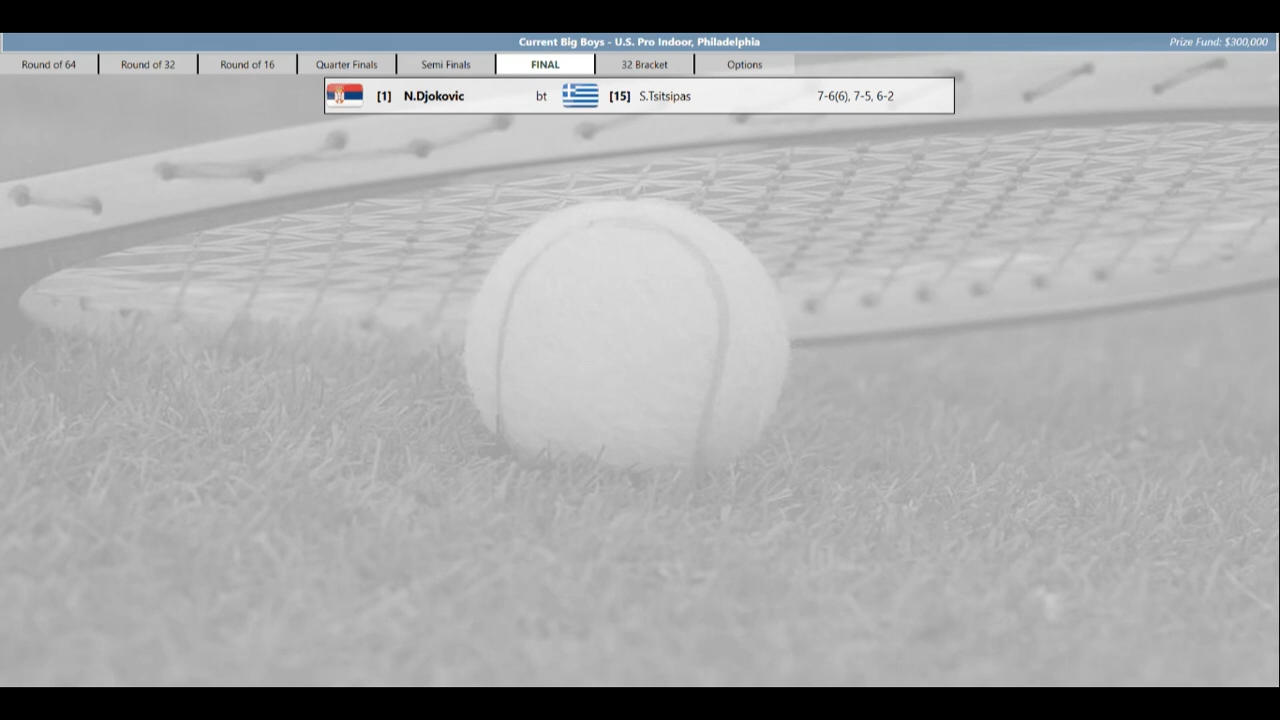 Current Big Boys - U.S. Pro Indoor, Philadelphia Prize Fund: $300,000
Round of 64 Round of 32 Round of 16 Quarter Finals Semi Finals FINAL 32 Bracket Options
[1] N.Djokovic bt [15] S.Tsitsipas 7-6(6), 7-5, 6-2